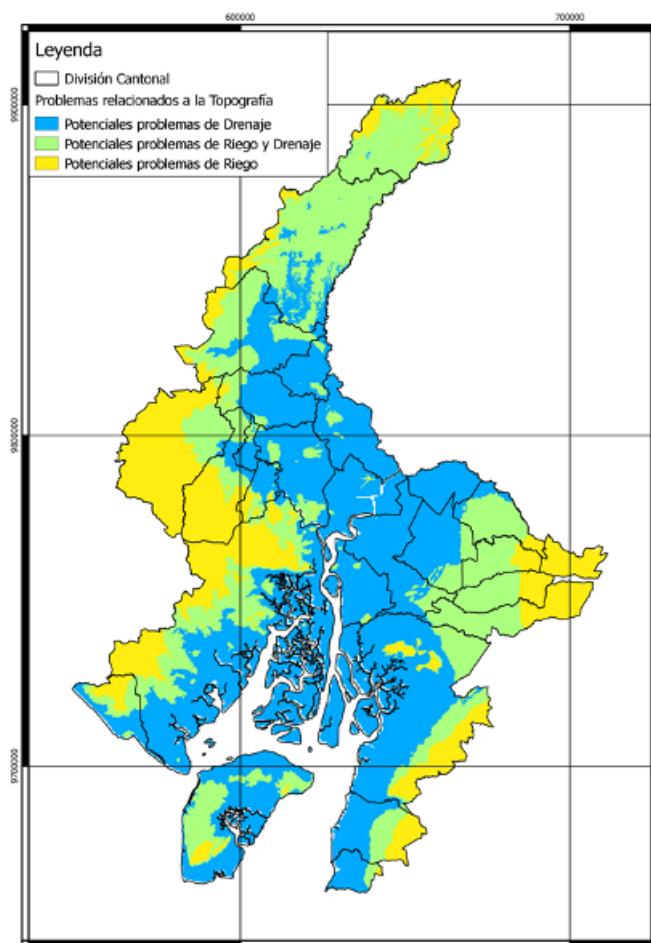 600000 700000
Leyenda
División Cantonal
Problemas relacionados a la Topografía
Potenciales problemas de Drenaje
Potenciales problemas de Riego y Drenaje
Potenciales problemas de Riego
9900000
9800000
9700000